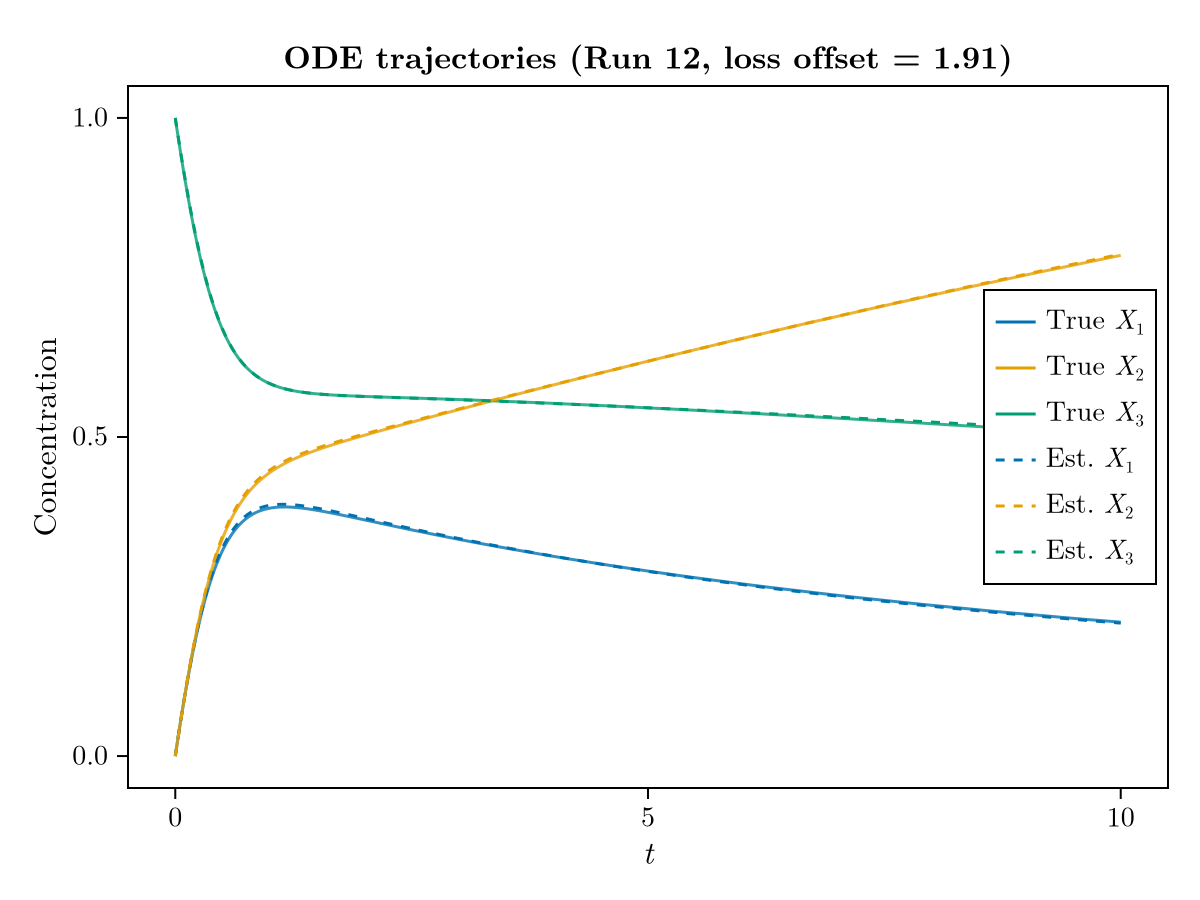 ODE trajectories (Run 12, loss offset = 1.91)
Concentration
1.0
0.5
0.0
0
5
10
t
True X₁
True X₂
True X₃
Est. X₁
Est. X₂
Est. X₃